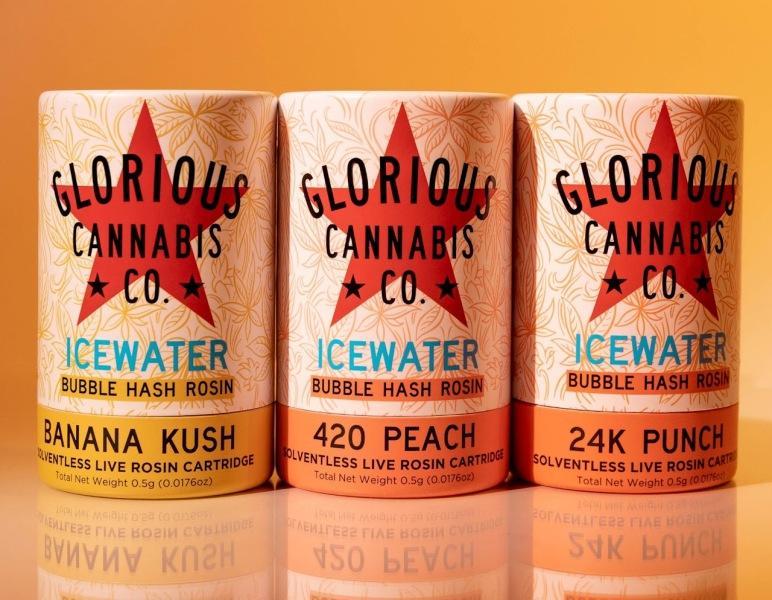 GLORIOUS
CANNABIS
CO.
ICEWATER
BUBBLE HASH ROSIN
BANANA KUSH
SOLVENTLESS LIVE ROSIN CARTRIDGE
Total Net Weight 0.5g (0.0176oz)
GLORIOUS
CANNABIS
CO.
ICEWATER
BUBBLE HASH ROSIN
420 PEACH
SOLVENTLESS LIVE ROSIN CARTRIDGE
Total Net Weight 0.5g (0.0176oz)
GLORIOUS
CANNABIS
CO.
ICEWATER
BUBBLE HASH ROSIN
24K PUNCH
SOLVENTLESS LIVE ROSIN CARTRIDGE
Total Net Weight 0.5g (0.0176oz)